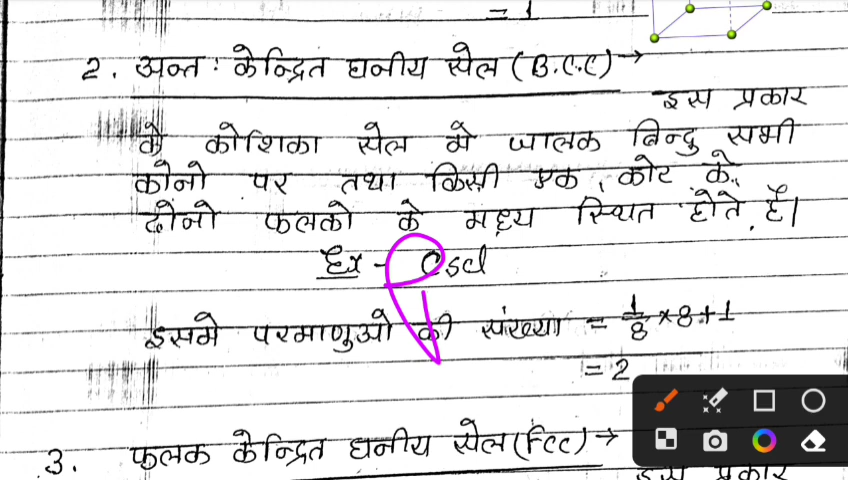 = 1
2. अन्त: केन्द्रित घनीय सेल (B.C.C) →
इस प्रकार
के कोशिका सेल मे जालक बिन्दु सभी
कोनो पर तथा किसी एक कोर के
दोनो फलको के मध्य स्थित होते है।
Ex - Cscl
इसमे परमाणुओ की संख्या = 1/8 × 8 + 1
= 2
3. फलक केन्द्रित घनीय सेल (Fcc) →
इस प्रकार